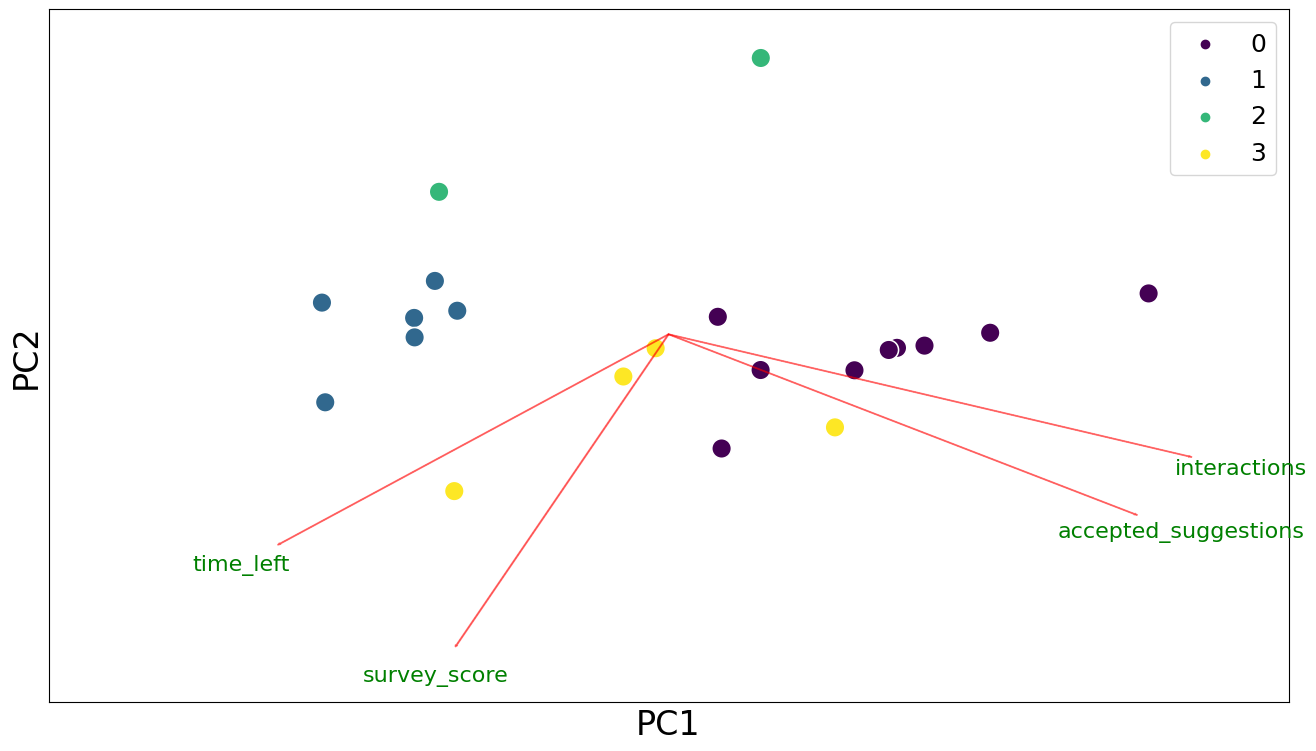 0
1
2
3
PC2
interactions
accepted_suggestions
time_left
survey_score
PC1